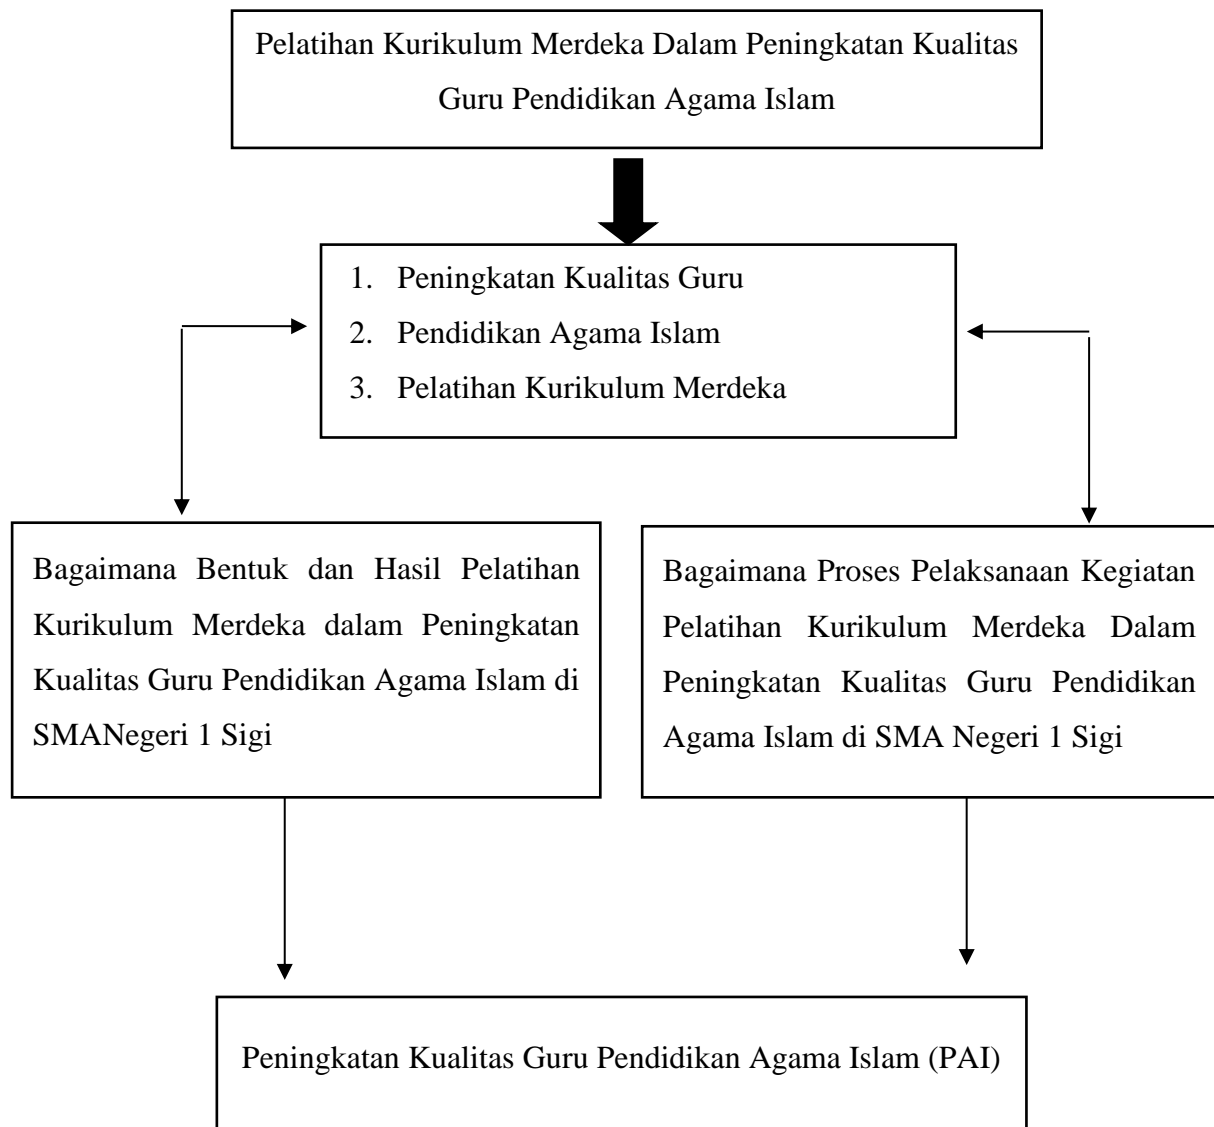 Pelatihan Kurikulum Merdeka Dalam Peningkatan Kualitas
Guru Pendidikan Agama Islam
1. Peningkatan Kualitas Guru
2. Pendidikan Agama Islam
3. Pelatihan Kurikulum Merdeka
Bagaimana Bentuk dan Hasil Pelatihan
Kurikulum Merdeka dalam Peningkatan
Kualitas Guru Pendidikan Agama Islam di
SMANegeri 1 Sigi
Bagaimana Proses Pelaksanaan Kegiatan
Pelatihan Kurikulum Merdeka Dalam
Peningkatan Kualitas Guru Pendidikan
Agama Islam di SMA Negeri 1 Sigi
Peningkatan Kualitas Guru Pendidikan Agama Islam (PAI)